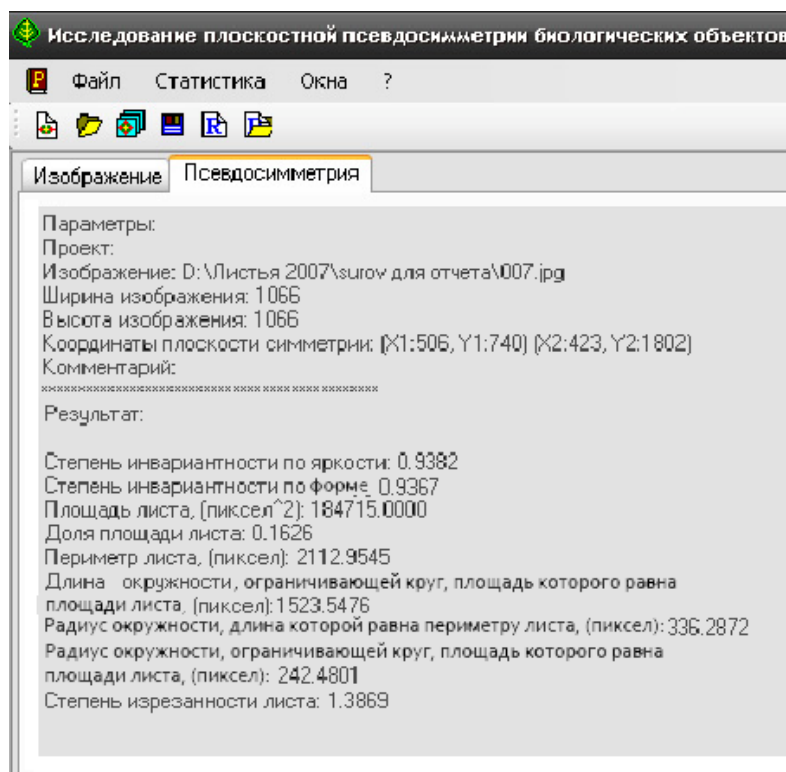 Исследование плоскостной псевдосимметрии биологических объектов
Файл Статистика Окна ?
Изображение Псевдосимметрия
Параметры:
Проект:
Изображение: D:\Листья 2007\surov для отчета\007.jpg
Ширина изображения: 1066
Высота изображения: 1066
Координаты плоскости симметрии: (X1:506, Y1:740) (X2:423, Y2:1802)
Комментарий:
**********************************************
Результат:
Степень инвариантности по яркости: 0.9382
Степень инвариантности по форме 0.9367
Площадь листа, (пиксел^2): 184715.0000
Доля площади листа: 0.1626
Периметр листа, (пиксел): 2112.9545
Длина окружности, ограничивающей круг, площадь которого равна
площади листа, (пиксел):1523.5476
Радиус окружности, длина которой равна периметру листа, (пиксел): 336.2872
Радиус окружности, ограничивающей круг, площадь которого равна
площади листа, (пиксел): 242.4801
Степень изрезанности листа: 1.3869